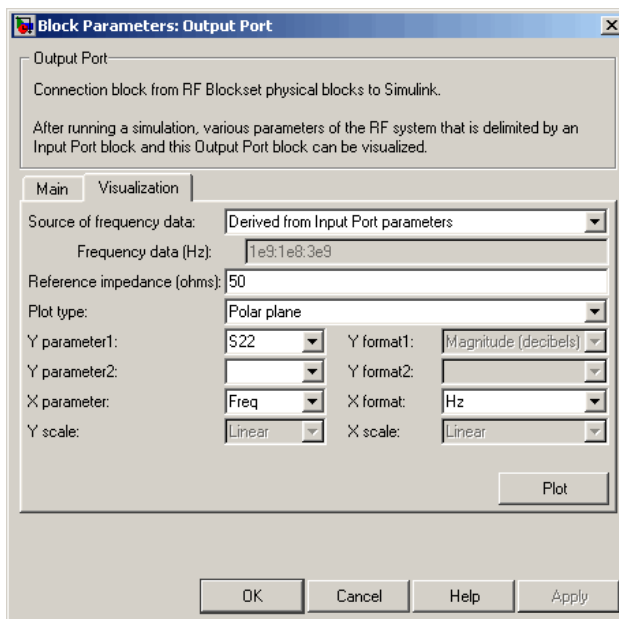 Block Parameters: Output Port
Output Port
Connection block from RF Blockset physical blocks to Simulink.
After running a simulation, various parameters of the RF system that is delimited by an
Input Port block and this Output Port block can be visualized.
Main Visualization
Source of frequency data: Derived from Input Port parameters
Frequency data (Hz): 1e9:1e8:3e9
Reference impedance (ohms): 50
Plot type: Polar plane
Y parameter1: S22 Y format1: Magnitude (decibels)
Y parameter2: Y format2:
X parameter: Freq X format: Hz
Y scale: Linear X scale: Linear
Plot
OK Cancel Help Apply